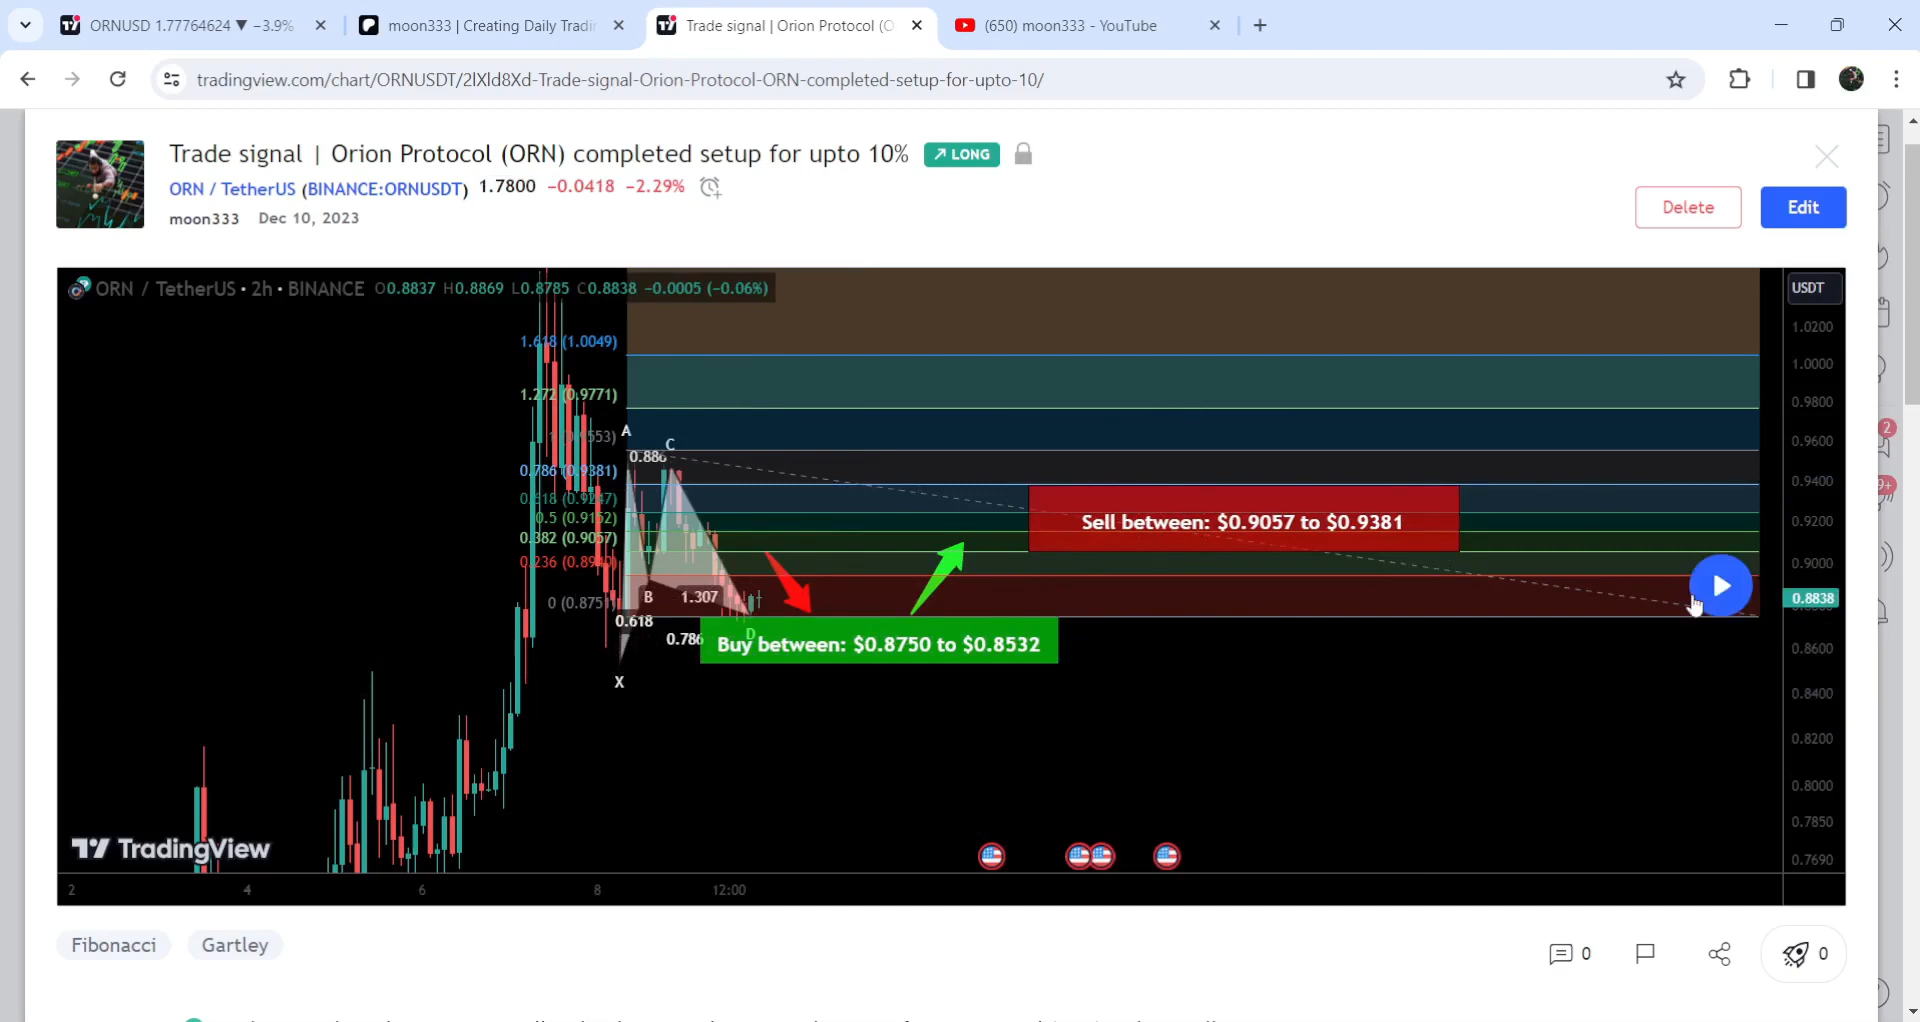 ORNUSD 1.77764624 ▼ −3.9%
moon333 | Creating Daily Tradi
Trade signal | Orion Protocol (O
(650) moon333 - YouTube
tradingview.com/chart/ORNUSDT/2lXld8Xd-Trade-signal-Orion-Protocol-ORN-completed-setup-for-upto-10/
Trade signal | Orion Protocol (ORN) completed setup for upto 10% LONG
ORN / TetherUS (BINANCE:ORNUSDT) 1.7800 −0.0418 −2.29%
moon333 Dec 10, 2023
Delete
Edit
ORN / TetherUS • 2h • BINANCE O0.8837 H0.8869 L0.8785 C0.8838 −0.0005 (−0.06%)
USDT
1.0200
1.618 (1.0049)
1.0000
1.272 (0.9771)
0.9800
A
C
0.9600
0.886
0.786 (0.9381)
0.9400
0.618 (0.9247)
0.5 (0.9152)
Sell between: $0.9057 to $0.9381
0.9200
0.382 (0.9057)
0.9000
0 (0.8751)
B
1.307
0.8838
0.618
0.786
D
Buy between: $0.8750 to $0.8532
0.8600
X
0.8400
0.8200
0.8000
0.7850
0.7690
TradingView
2
4
6
8
12:00
2
9+
Fibonacci
Gartley
0
0